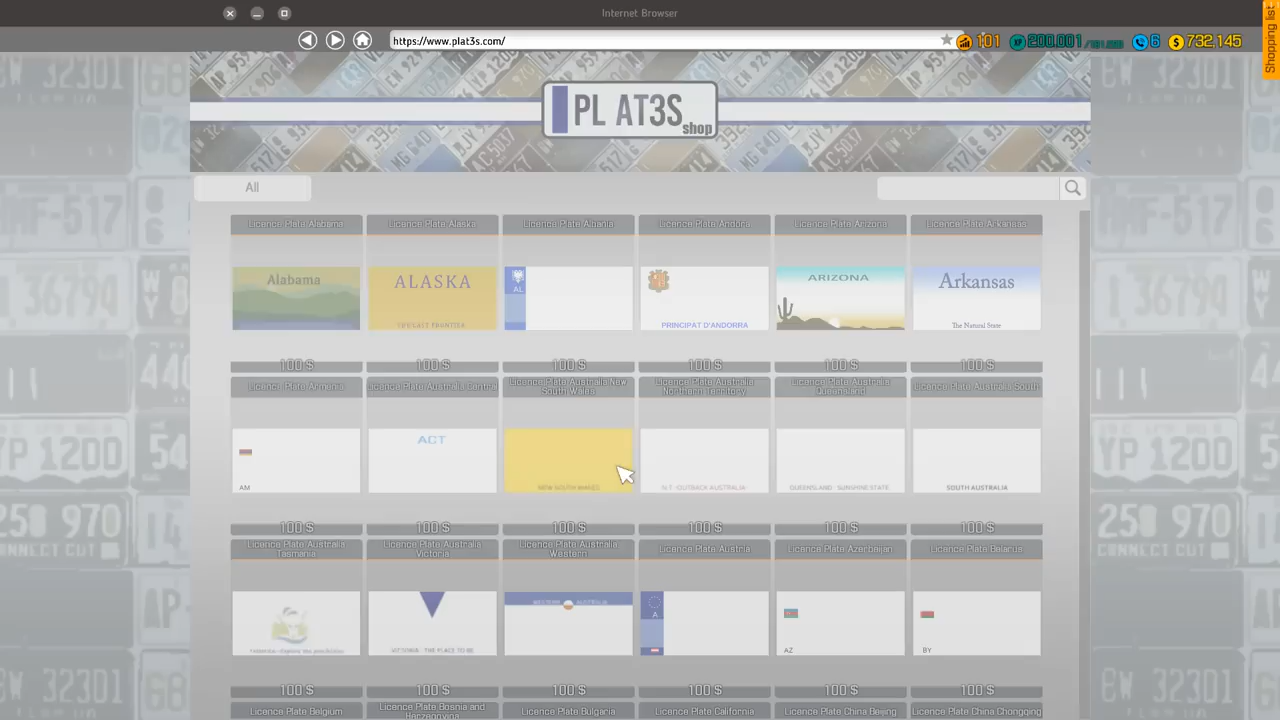 Internet Browser
https://www.plat3s.com/
101
200.001
6
732,145
Shopping list
PL AT3S
shop
All
Licence Plate Alabama
Licence Plate Alaska
Licence Plate Albania
Licence Plate Andora
Licence Plate Arizona
Licence Plate Arkansas
Alabama
ALASKA
AL
PRINCIPAT D'ANDORRA
ARIZONA
Arkansas
The Natural State
100 $
100 $
100 $
100 $
100 $
100 $
Licence Plate Armenia
Licence Plate Australia Central
Licence Plate Australia New
South Wales
Licence Plate Australia
Northern Territory
Licence Plate Australia
Queensland
Licence Plate Australia South
AM
ACT
NEW SOUTH WALES
NT · OUTBACK AUSTRALIA
QUEENSLAND · SUNSHINE STATE
SOUTH AUSTRALIA
100 $
100 $
100 $
100 $
100 $
100 $
Licence Plate Australia
Tasmania
Licence Plate Australia
Victoria
Licence Plate Australia
Western
Licence Plate Austria
Licence Plate Azerbaijan
Licence Plate Belarus
VICTORIA - THE PLACE TO BE
WESTERN AUSTRALIA
A
AZ
BY
100 $
100 $
100 $
100 $
100 $
100 $
Licence Plate Belgium
Licence Plate Bosnia and
Herzegovina
Licence Plate Bulgaria
Licence Plate California
Licence Plate China Beijing
Licence Plate China Chongqing